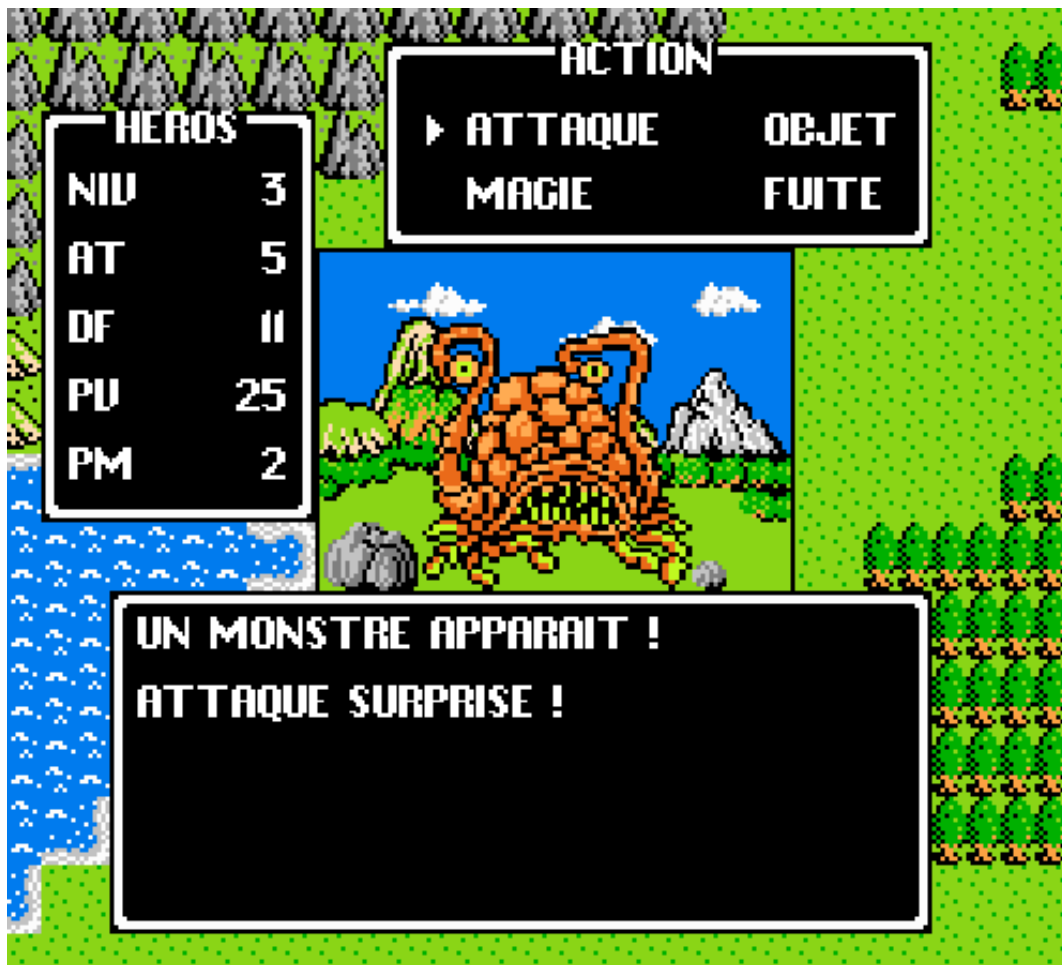 ACTION
ATTAQUE OBJET
MAGIE FUITE
HEROS
NIV 3
AT 5
DF 11
PV 25
PM 2
UN MONSTRE APPARAIT !
ATTAQUE SURPRISE !